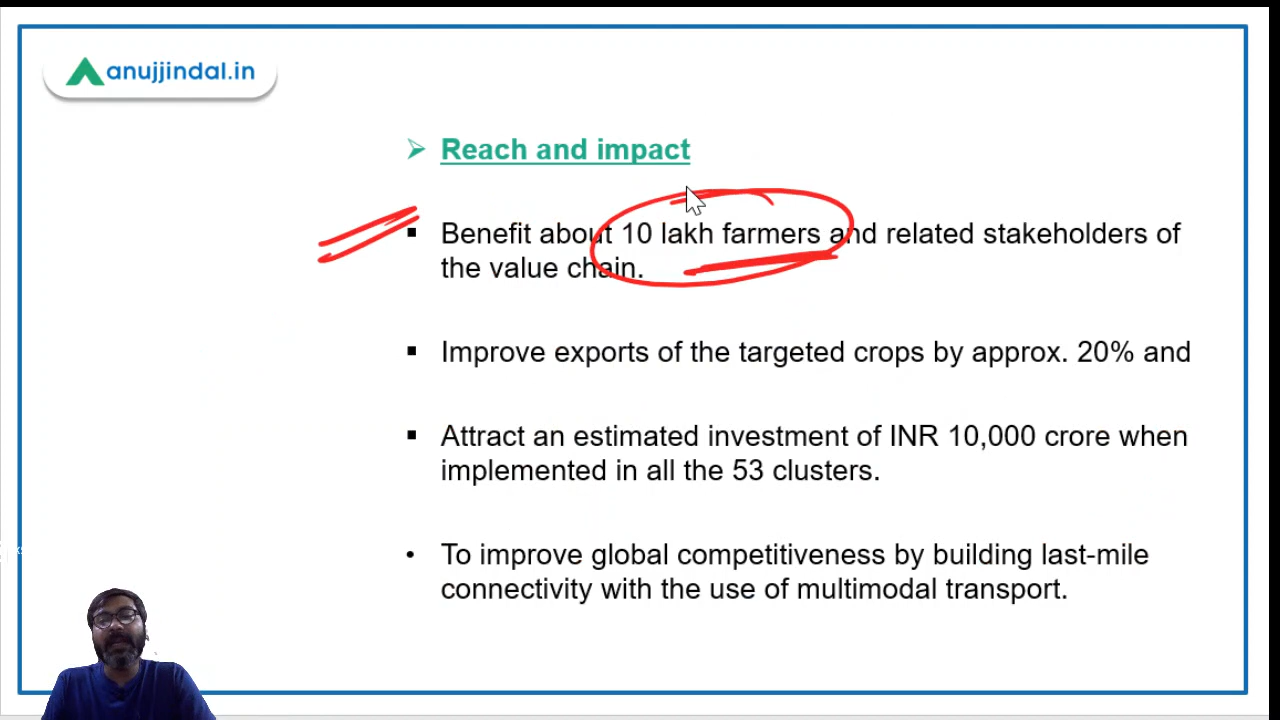 anujjindal.in
Reach and impact
Benefit about 10 lakh farmers and related stakeholders of
the value chain.
Improve exports of the targeted crops by approx. 20% and
Attract an estimated investment of INR 10,000 crore when
implemented in all the 53 clusters.
To improve global competitiveness by building last-mile
connectivity with the use of multimodal transport.